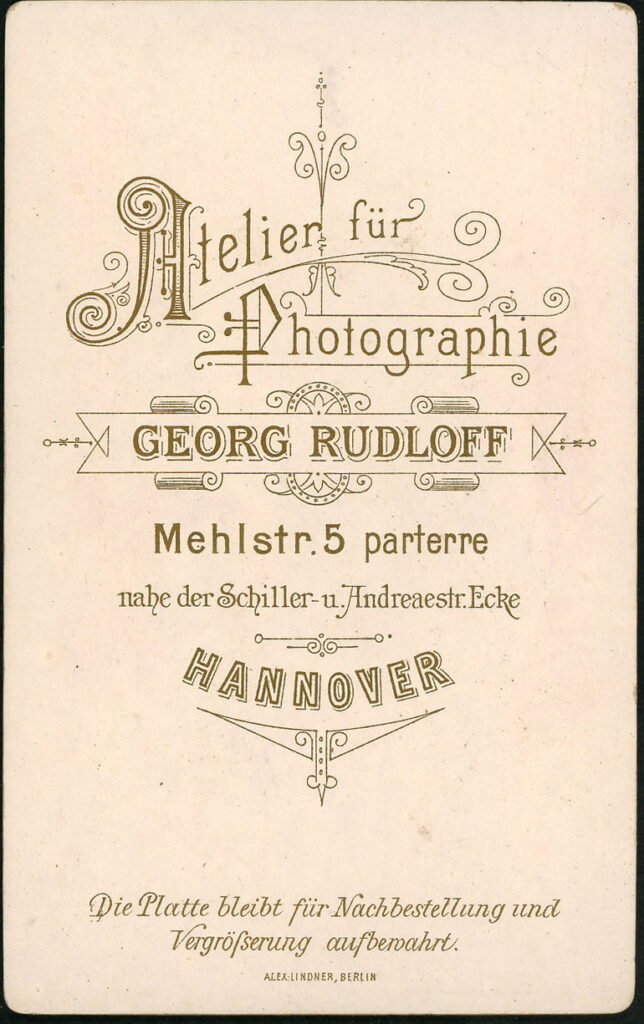 Atelier für
Photographie
GEORG RUDLOFF
Mehlstr. 5 parterre
nahe der Schiller- u. Andreaestr. Ecke
HANNOVER
Die Platte bleibt für Nachbestellung und
Vergröſserung aufbewahrt.
ALEX. LINDNER, BERLIN